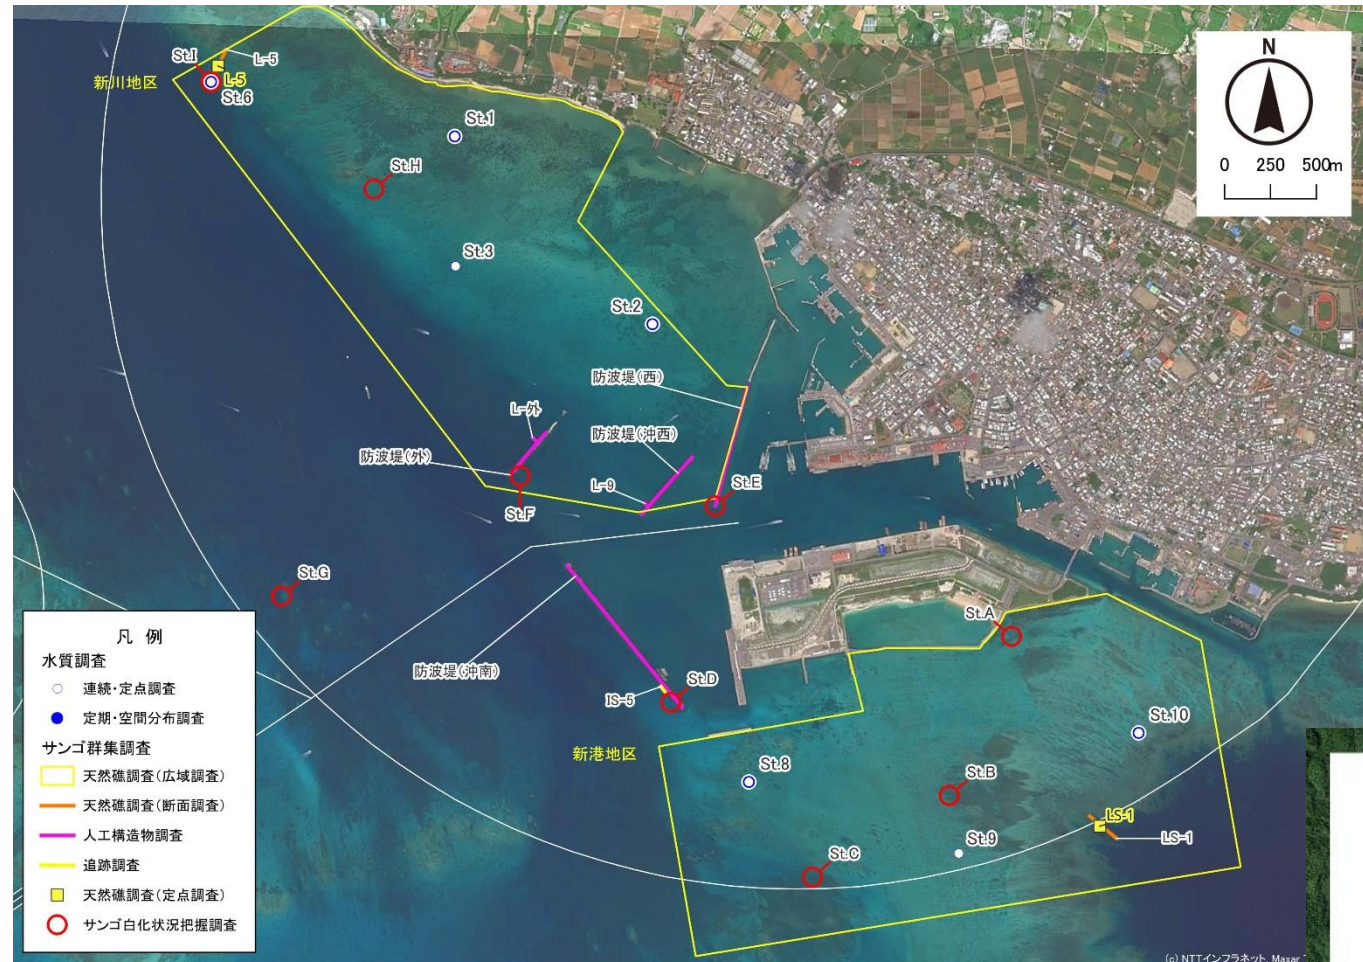 St.I
L-5
新川地区
L-5
St.6
St.1
St.H
St.3
St.2
N
0 250 500m
防波堤(西)
L-外
防波堤(沖西)
防波堤(外)
L-9
St.E
St.F
St.G
St.A
防波堤(沖南)
IS-5
St.D
St.10
新港地区
St.8
St.B
LS-1
LS-1
St.9
St.C
凡 例
水質調査
連続・定点調査
定期・空間分布調査
サンゴ群集調査
天然礁調査(広域調査)
天然礁調査(断面調査)
人工構造物調査
追跡調査
天然礁調査(定点調査)
サンゴ白化状況把握調査
(c) NTTインフラネット, Maxar